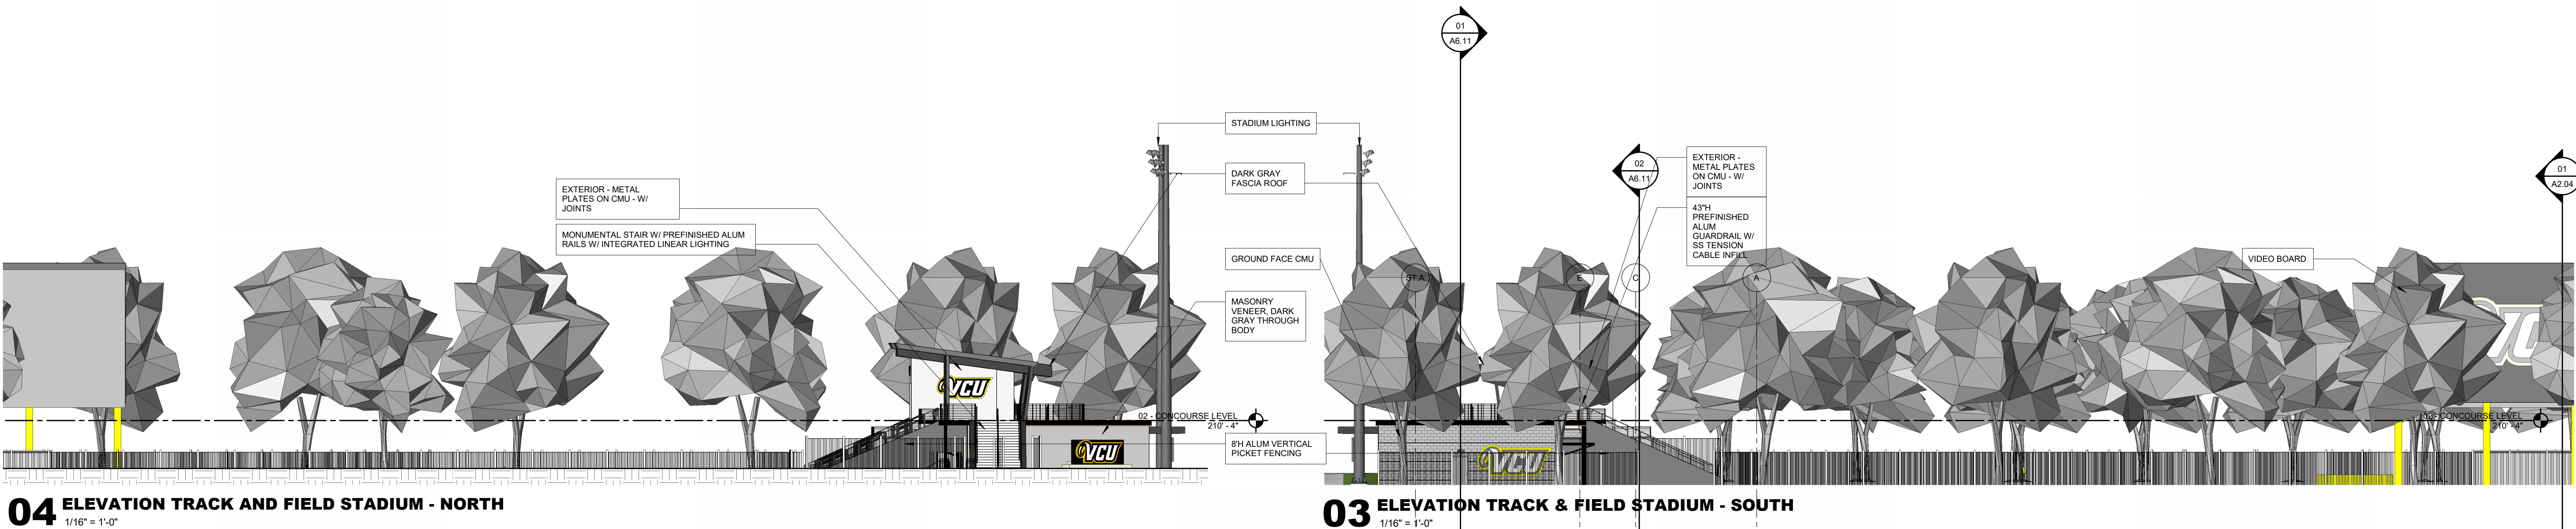 01
A6.11
STADIUM LIGHTING
DARK GRAY
FASCIA ROOF
EXTERIOR - METAL
PLATES ON CMU - W/
JOINTS
MONUMENTAL STAIR W/ PREFINISHED ALUM
RAILS W/ INTEGRATED LINEAR LIGHTING
GROUND FACE CMU
MASONRY
VENEER, DARK
GRAY THROUGH
BODY
8'H ALUM VERTICAL
PICKET FENCING
VCU
VCU
02 - CONCOURSE LEVEL
210' - 4"
04 ELEVATION TRACK AND FIELD STADIUM - NORTH
1/16" = 1'-0"
02
A6.11
EXTERIOR -
METAL PLATES
ON CMU - W/
JOINTS
43"H
PREFINISHED
ALUM
GUARDRAIL W/
SS TENSION
CABLE INFILL
ST.A
E
C
A
VIDEO BOARD
01
A2.04
VCU
VC
02 - CONCOURSE LEVEL
210' - 4"
03 ELEVATION TRACK & FIELD STADIUM - SOUTH
1/16" = 1'-0"